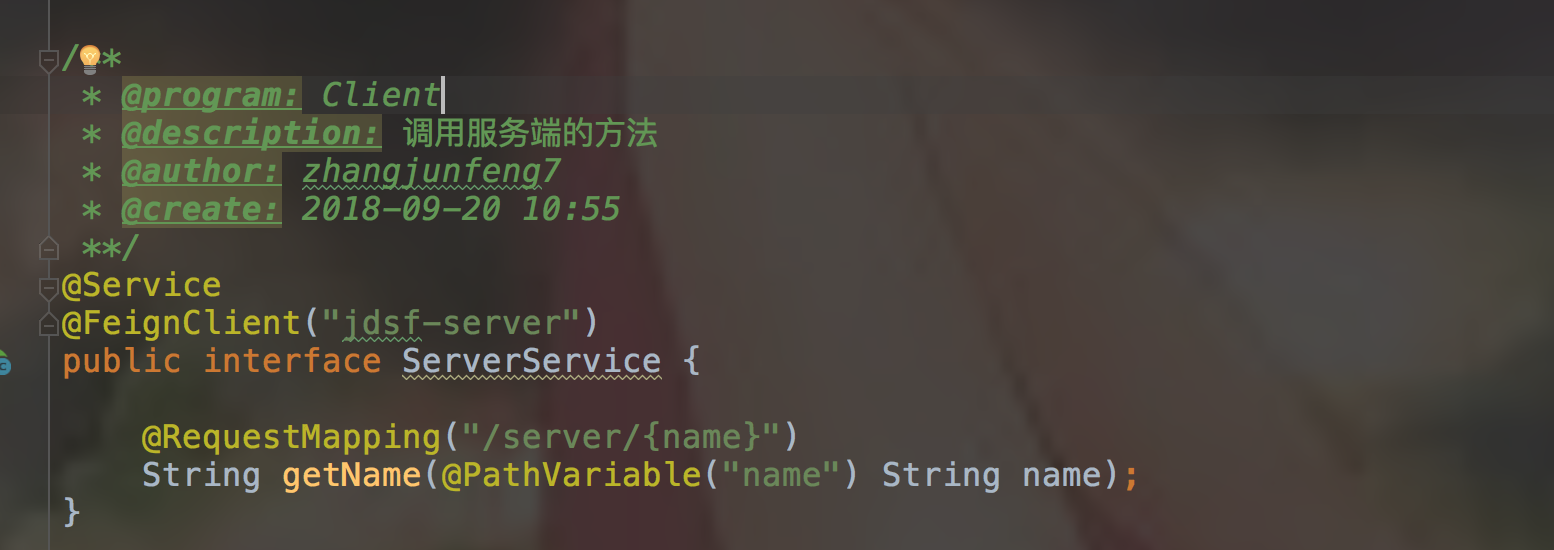 /**
 * @program: Client
 * @description: 调用服务端的方法
 * @author: zhangjunfeng7
 * @create: 2018-09-20 10:55
 **/
@Service
@FeignClient("jdsf-server")
public interface ServerService {
    @RequestMapping("/server/{name}")
    String getName(@PathVariable("name") String name);
}